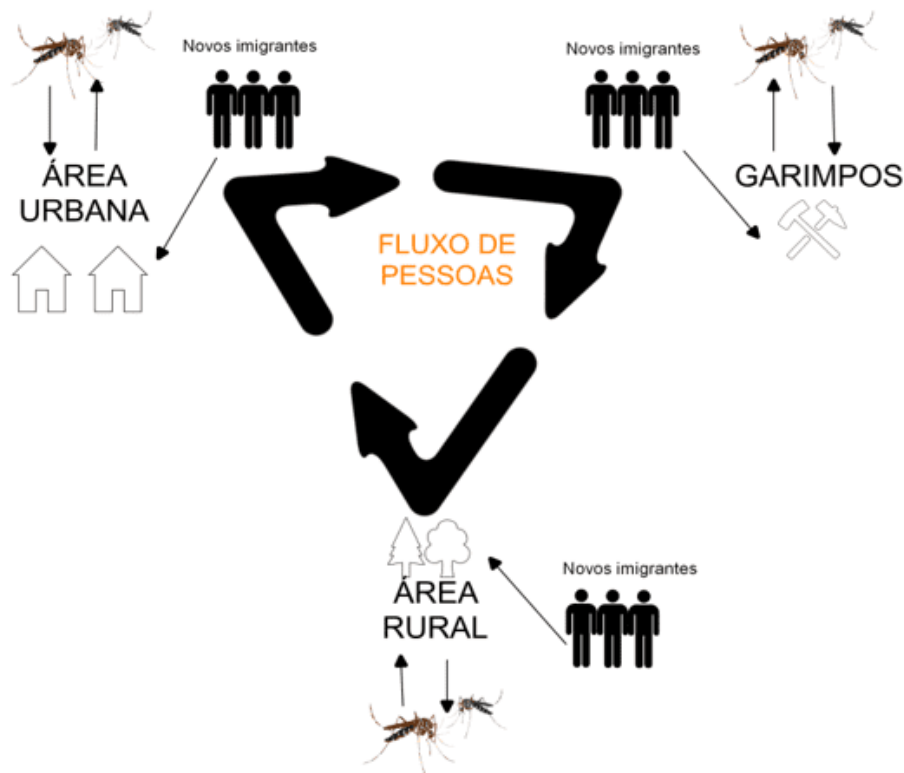 Novos imigrantes
Novos imigrantes
ÁREA
URBANA
GARIMPOS
FLUXO DE
PESSOAS
Novos imigrantes
ÁREA
RURAL